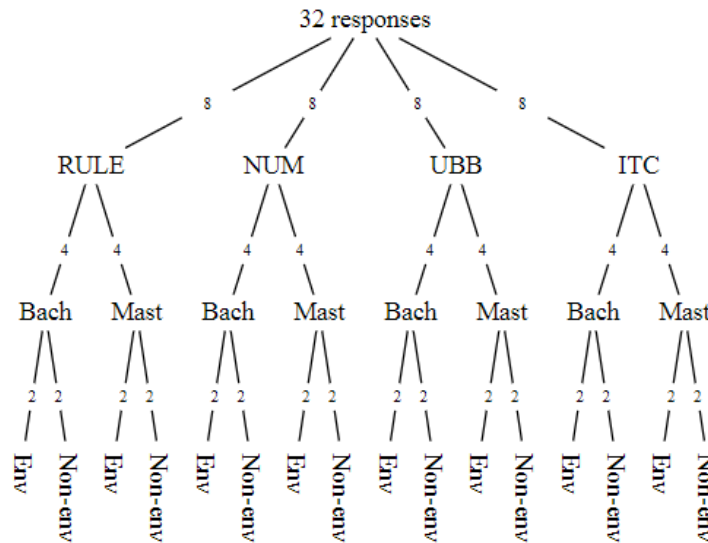 32 responses
8 8 8 8
RULE NUM UBB ITC
4 4 4 4 4 4 4 4
Bach Mast Bach Mast Bach Mast Bach Mast
2 2 2 2 2 2 2 2 2 2 2 2 2 2 2 2
Env Non-env Env Non-env Env Non-env Env Non-env Env Non-env Env Non-env Env Non-env Env Non-env